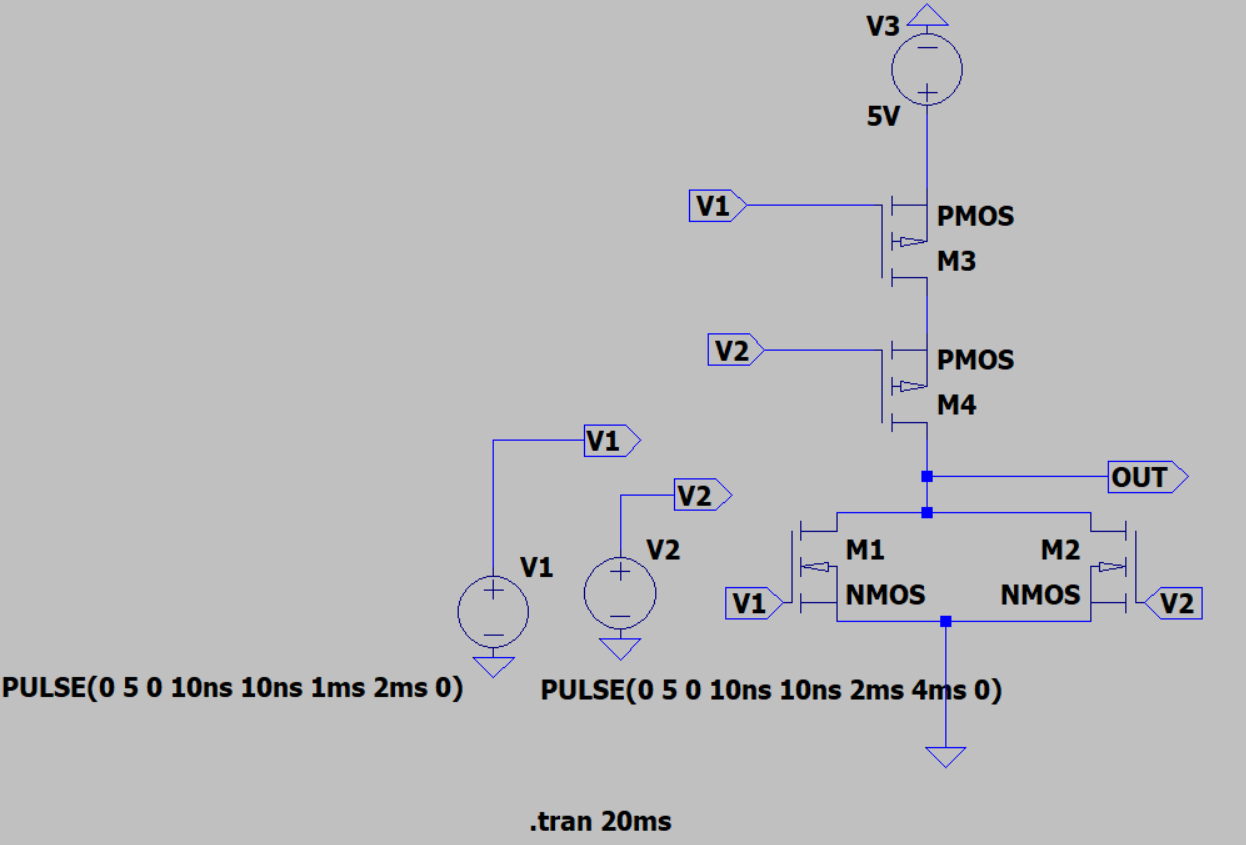 V3
5V
V1
PMOS
M3
V2
PMOS
M4
V1
OUT
V2
V1
V2
M1
M2
NMOS
NMOS
V1
V2
PULSE(0 5 0 10ns 10ns 1ms 2ms 0)
PULSE(0 5 0 10ns 10ns 2ms 4ms 0)
.tran 20ms